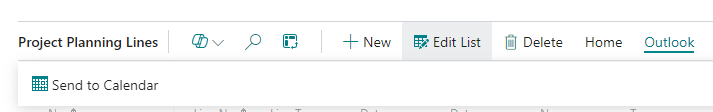 Project Planning Lines New Edit List Delete Home Outlook
Send to Calendar